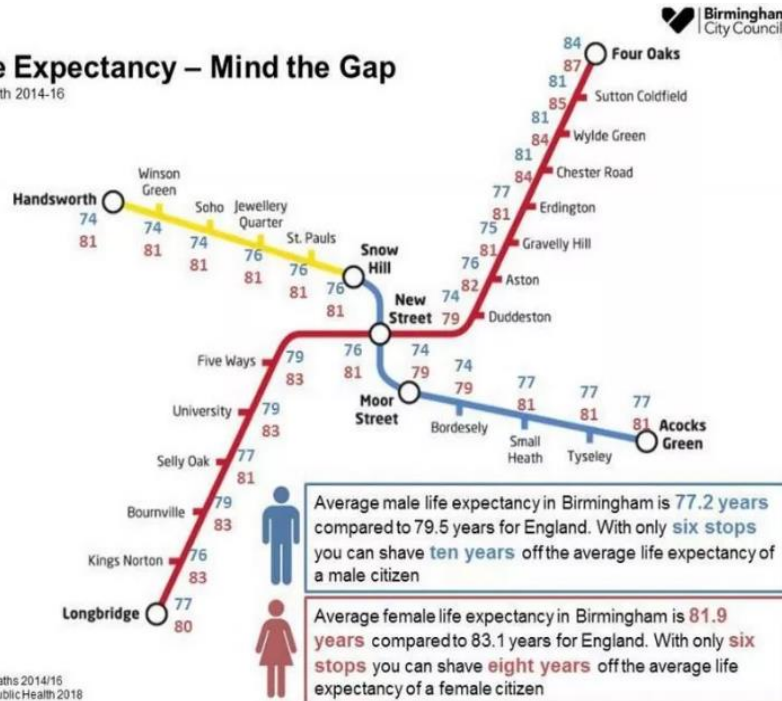 Birmingham
City Council
Expectancy – Mind the Gap
2014-16
84
87
Four Oaks
81
85
Sutton Coldfield
81
84
Wylde Green
81
84
Chester Road
77
81
Erdington
75
81
Gravelly Hill
76
82
Aston
74
79
Duddeston
Handsworth
74
81
Winson
Green
74
81
Soho
74
81
Jewellery
Quarter
76
81
St. Pauls
76
81
Snow
Hill
76
81
New
Street
76
81
Moor
Street
74
79
Bordesely
74
79
Small
Heath
77
81
Tyseley
77
81
Acocks
Green
77
81
Five Ways
79
83
University
79
83
Selly Oak
77
81
Bournville
79
83
Kings Norton
76
83
Longbridge
77
80
Average male life expectancy in Birmingham is 77.2 years
compared to 79.5 years for England. With only six stops
you can shave ten years off the average life expectancy of
a male citizen
Average female life expectancy in Birmingham is 81.9
years compared to 83.1 years for England. With only six
stops you can shave eight years off the average life
expectancy of a female citizen
2014/16
Health 2018